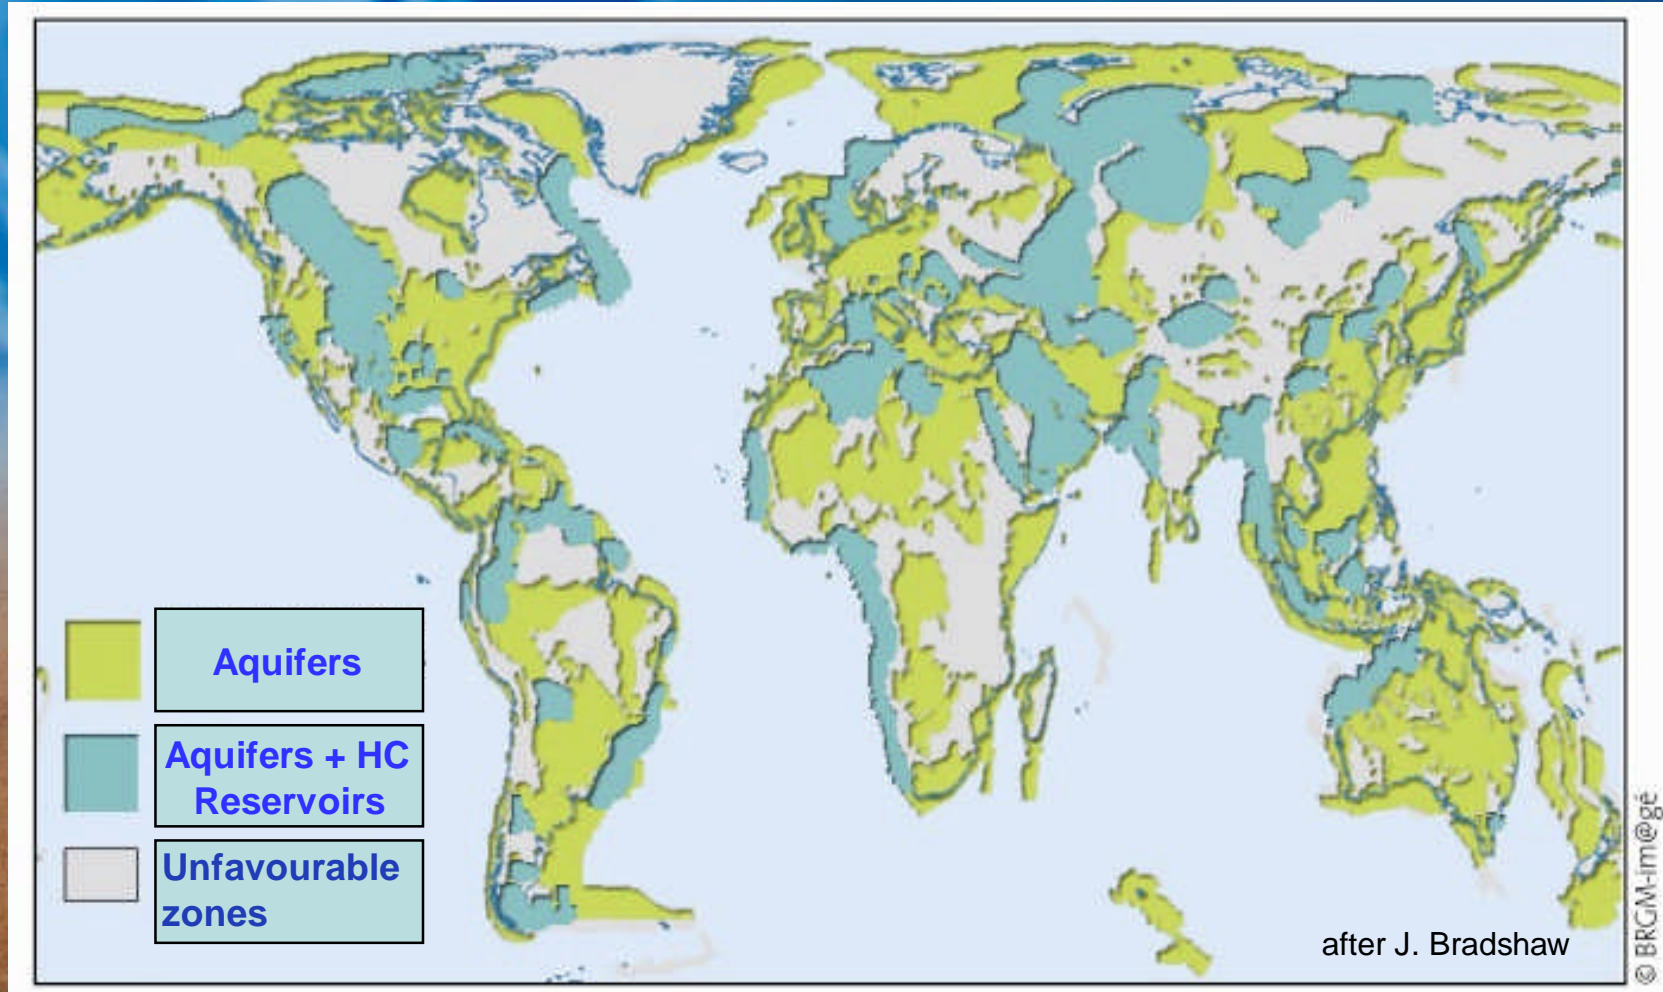 Aquifers
Aquifers + HC
Reservoirs
Unfavourable
zones
after J. Bradshaw
© BRGM-im@gé